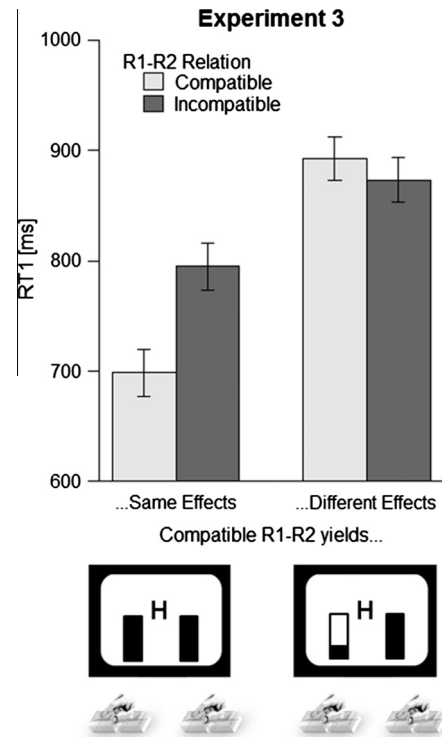 Experiment 3
1000
900
800
700
600
RT1 [ms]
R1-R2 Relation
Compatible
Incompatible
...Same Effects
...Different Effects
Compatible R1-R2 yields...
H
H